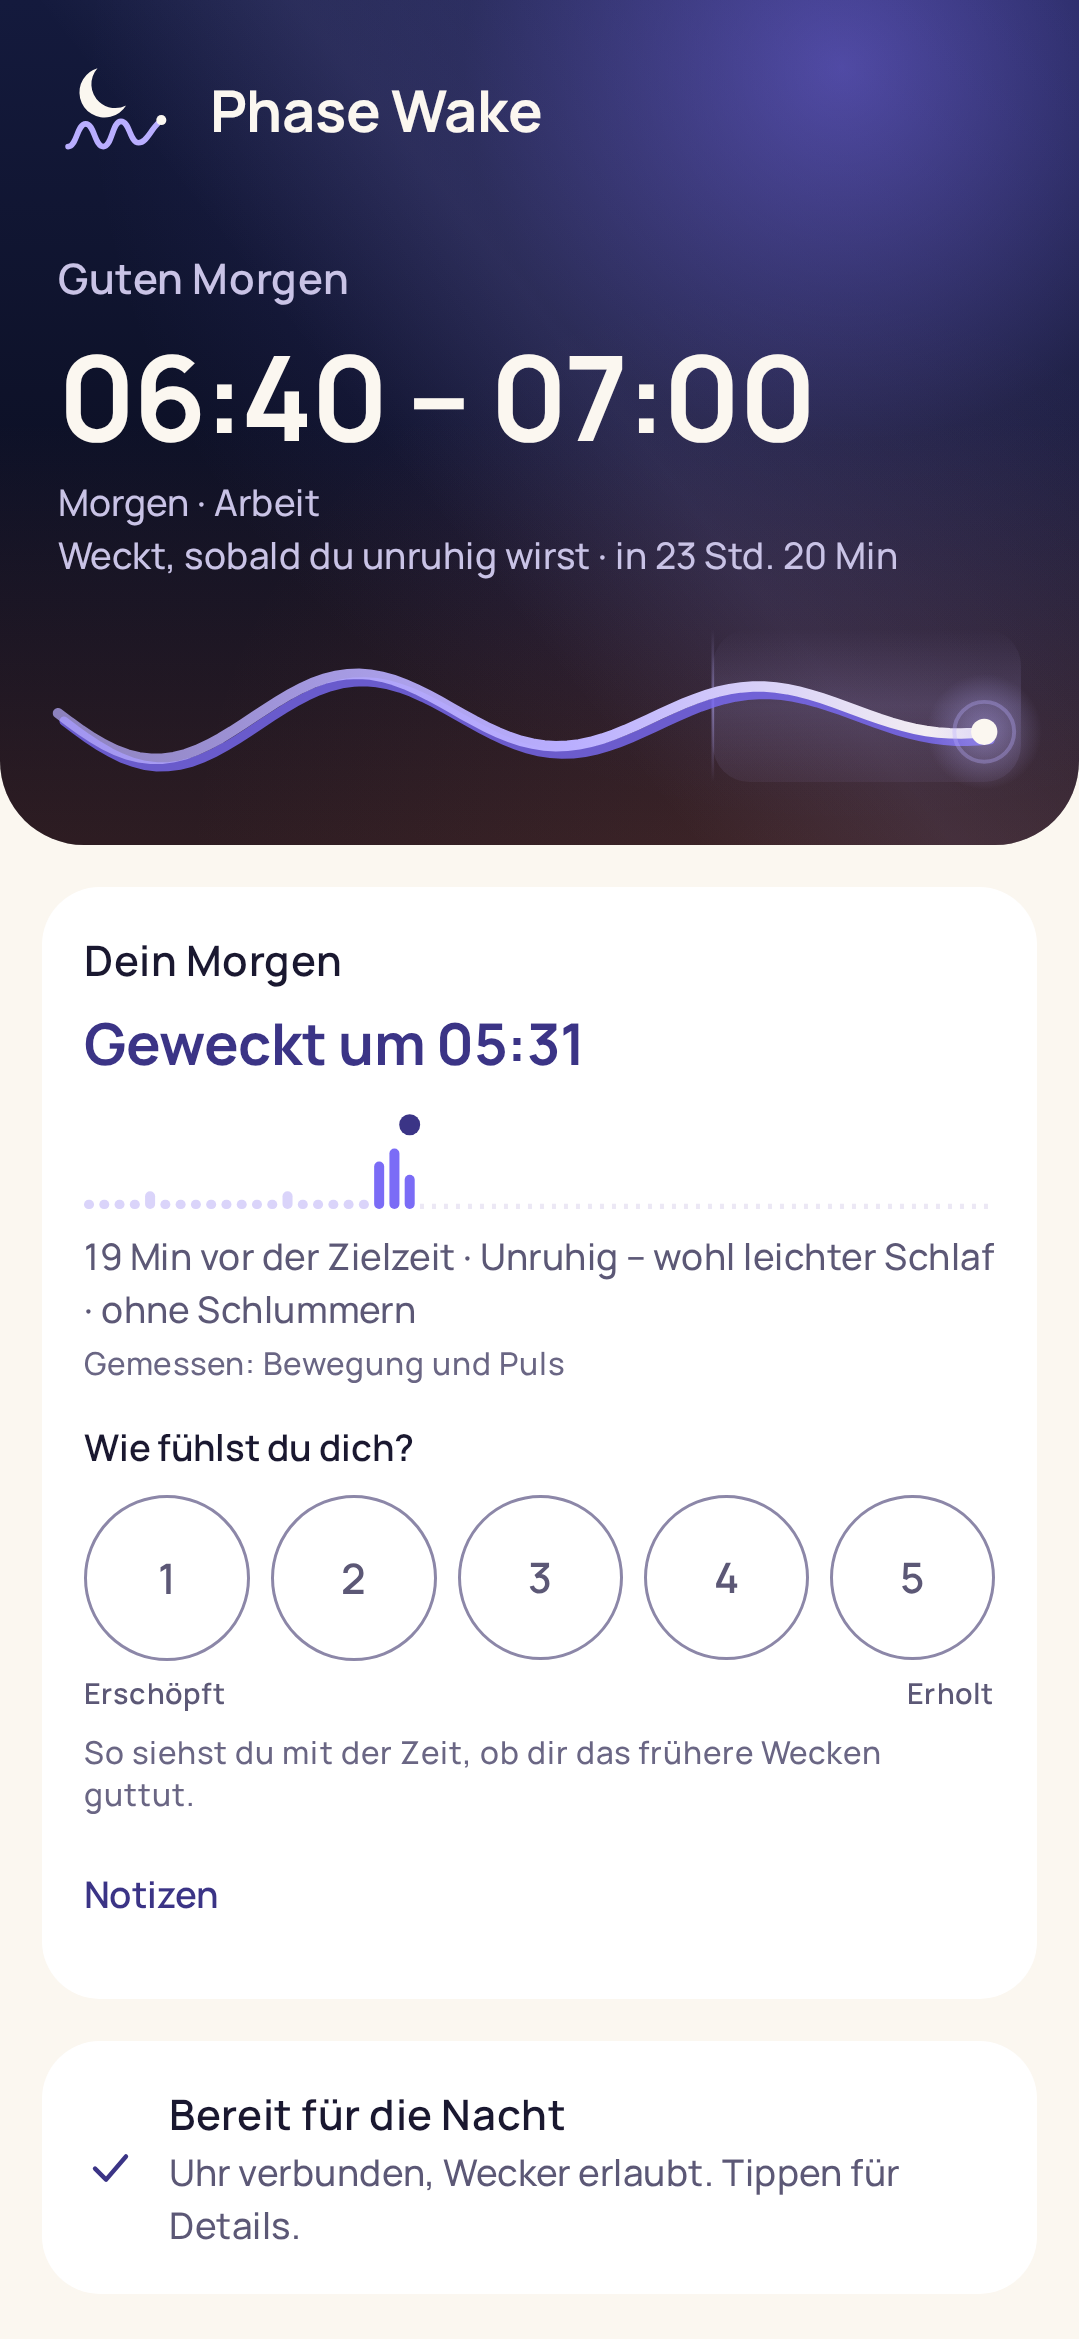 Phase Wake
Guten Morgen
06:40 – 07:00
Morgen · Arbeit
Weckt, sobald du unruhig wirst · in 23 Std. 20 Min
Dein Morgen
Geweckt um 05:31
19 Min vor der Zielzeit · Unruhig – wohl leichter Schlaf
· ohne Schlummern
Gemessen: Bewegung und Puls
Wie fühlst du dich?
1 2 3 4 5
Erschöpft Erholt
So siehst du mit der Zeit, ob dir das frühere Wecken
guttut.
Notizen
Bereit für die Nacht
Uhr verbunden, Wecker erlaubt. Tippen für
Details.